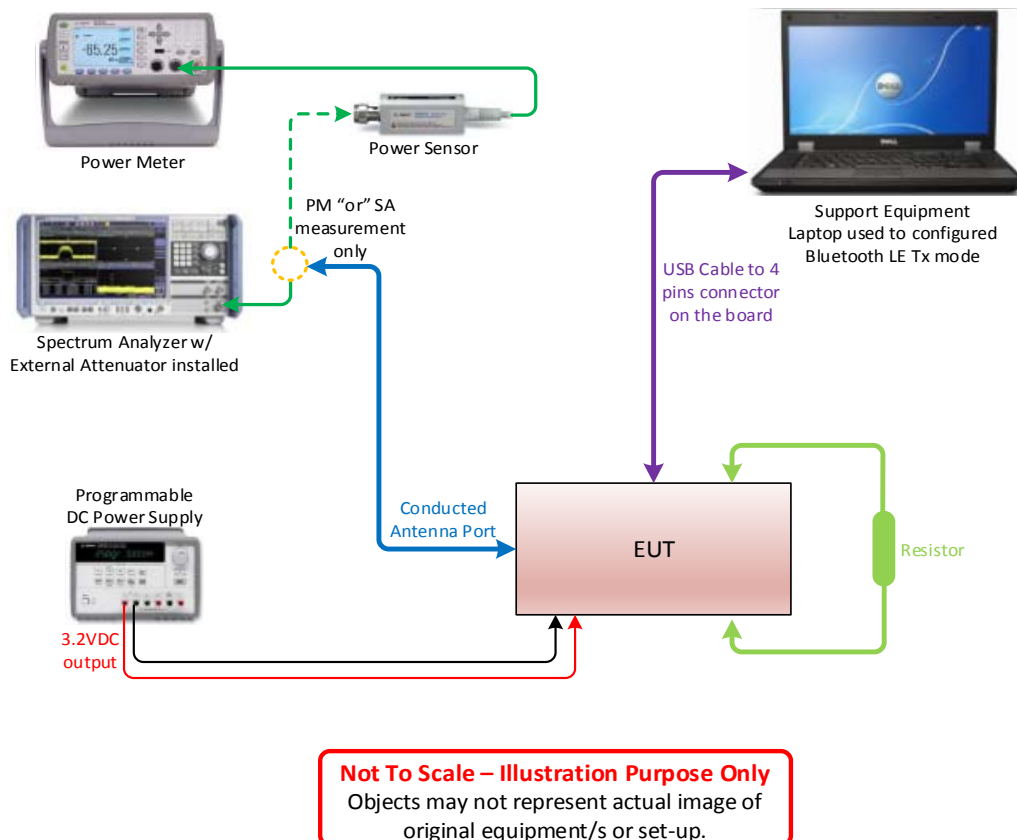 -65.25
Power Meter
Power Sensor
DELL
DELL
PM “or” SA
measurement
only
Support Equipment
Laptop used to configured
Bluetooth LE Tx mode
USB Cable to 4
pins connector
on the board
Spectrum Analyzer w/
External Attenuator installed
Programmable
DC Power Supply
Conducted
Antenna Port
EUT
Resistor
3.2VDC
output
Not To Scale – Illustration Purpose Only
Objects may not represent actual image of
original equipment/s or set-up.